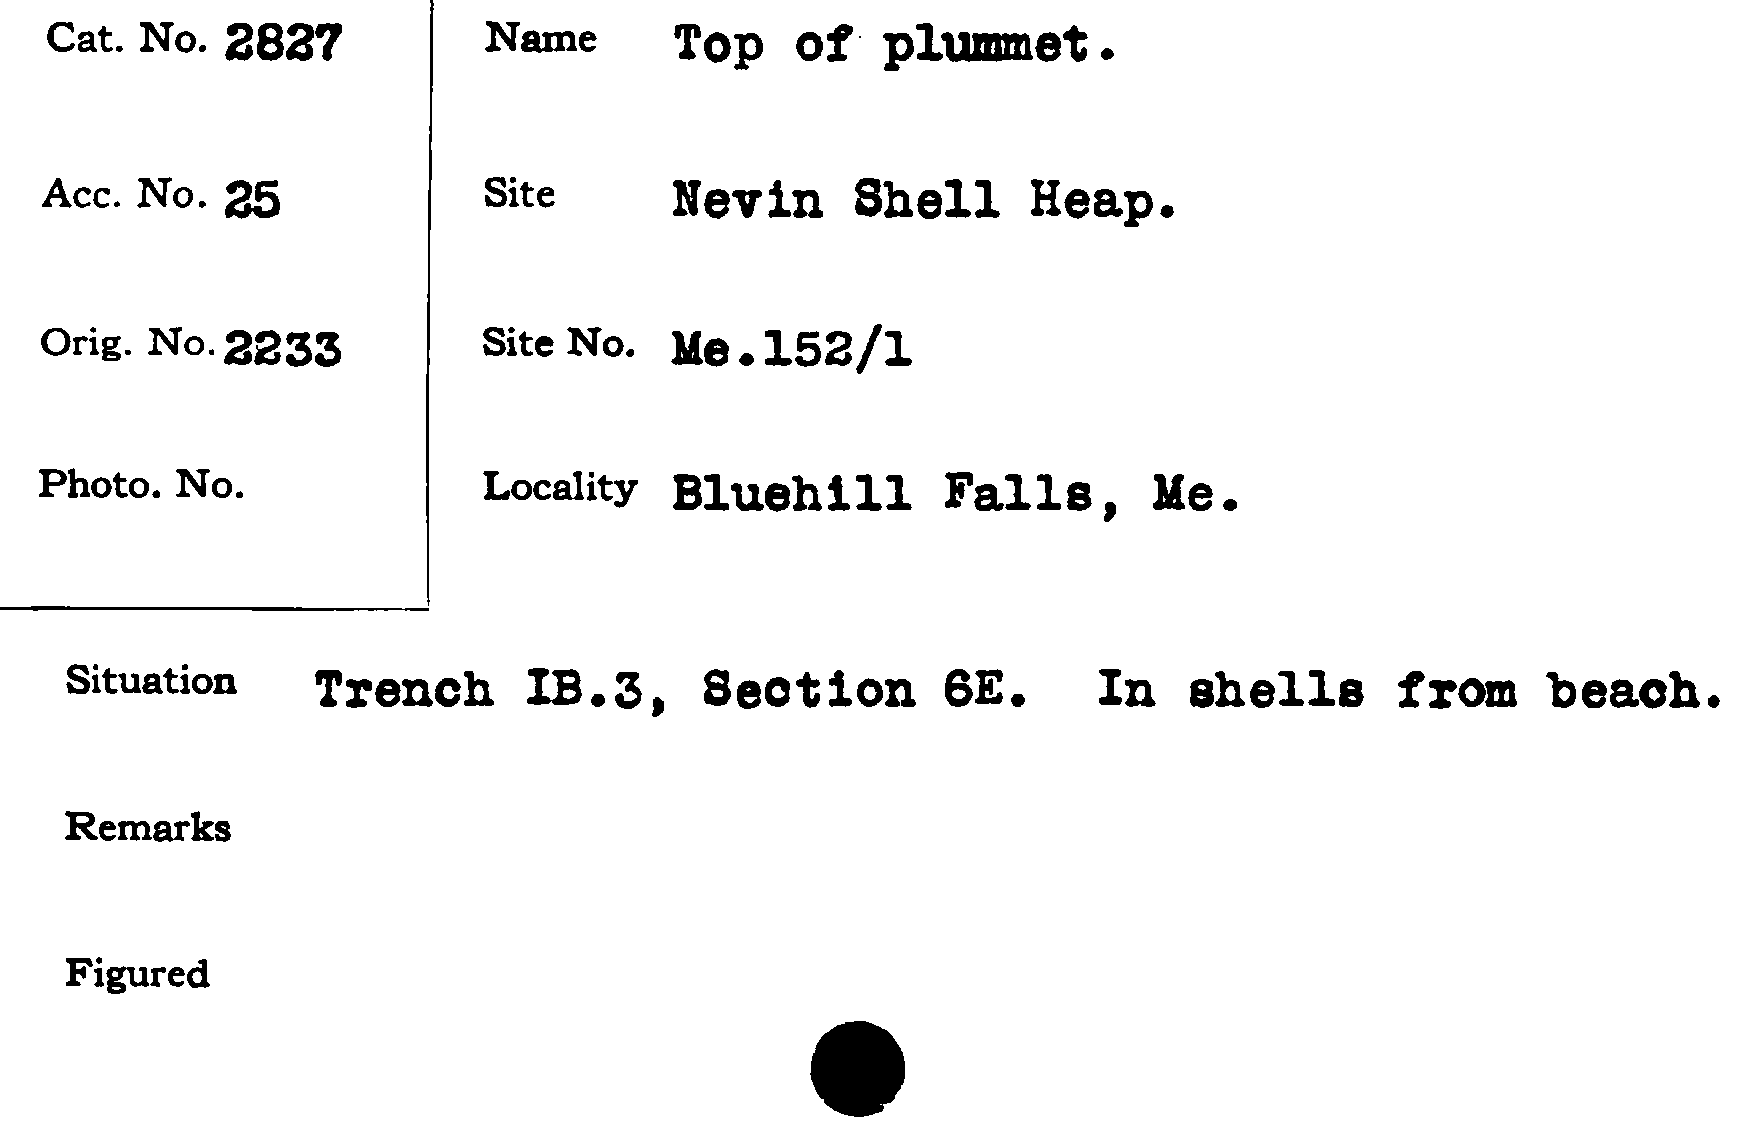 Cat. No. 2827
Acc. No. 25
Orig. No. 2233
Photo. No.
Name Top of plummet.
Site Nevin Shell Heap.
Site No. Me.152/1
Locality Bluehill Falls, Me.
Situation Trench IB.3, Section 6E. In shells from beach.
Remarks
Figured